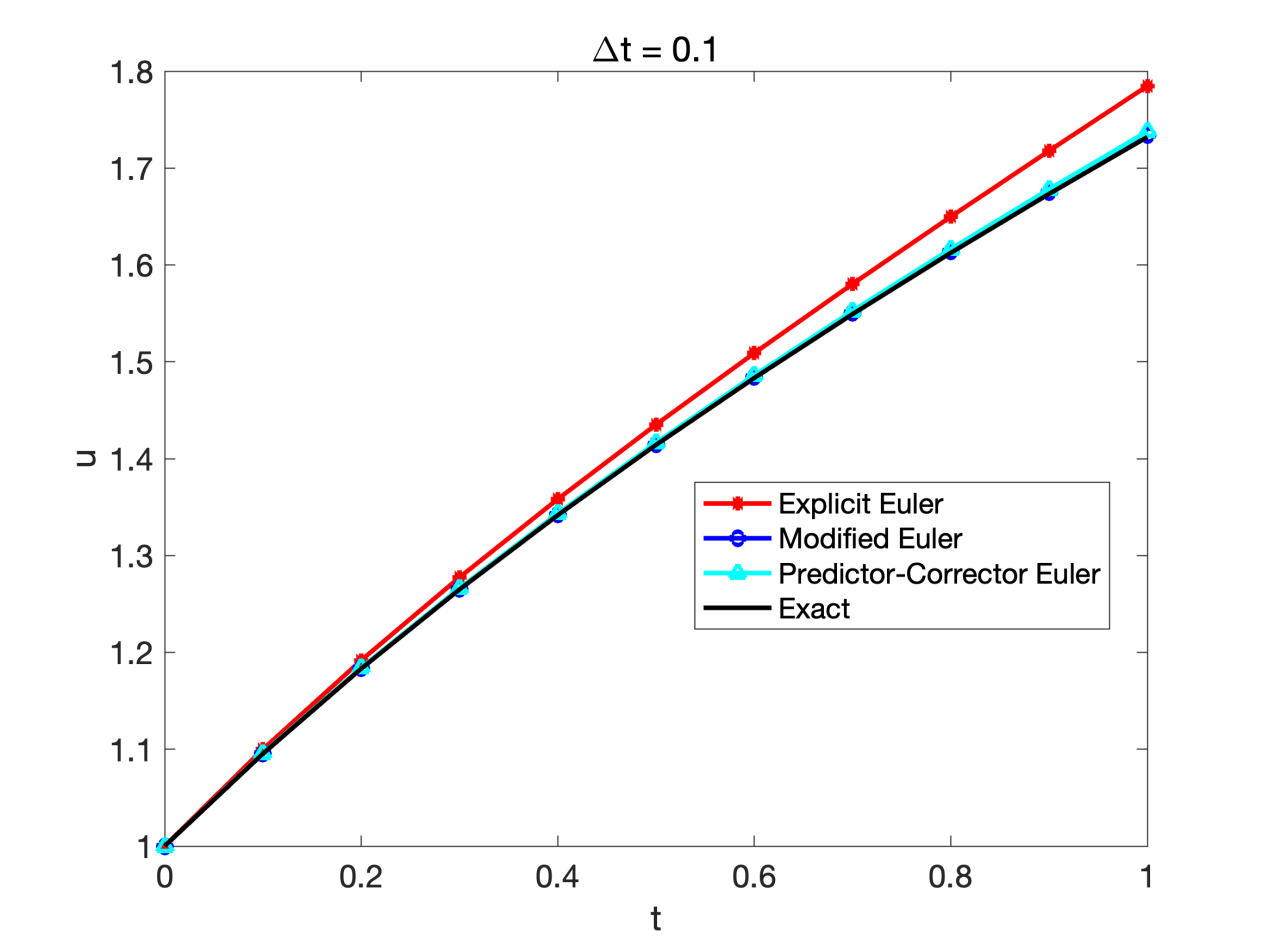 Δt = 0.1
1.8
1.7
1.6
1.5
1.4
1.3
1.2
1.1
1
u
Explicit Euler
Modified Euler
Predictor-Corrector Euler
Exact
0 0.2 0.4 0.6 0.8 1
t